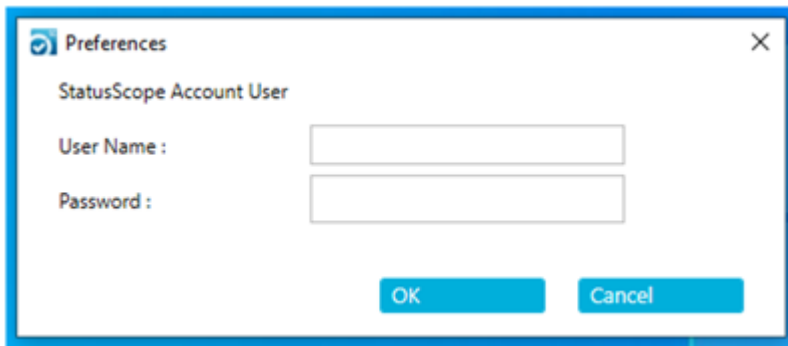 Preferences
StatusScope Account User
User Name :
Password :
OK
Cancel